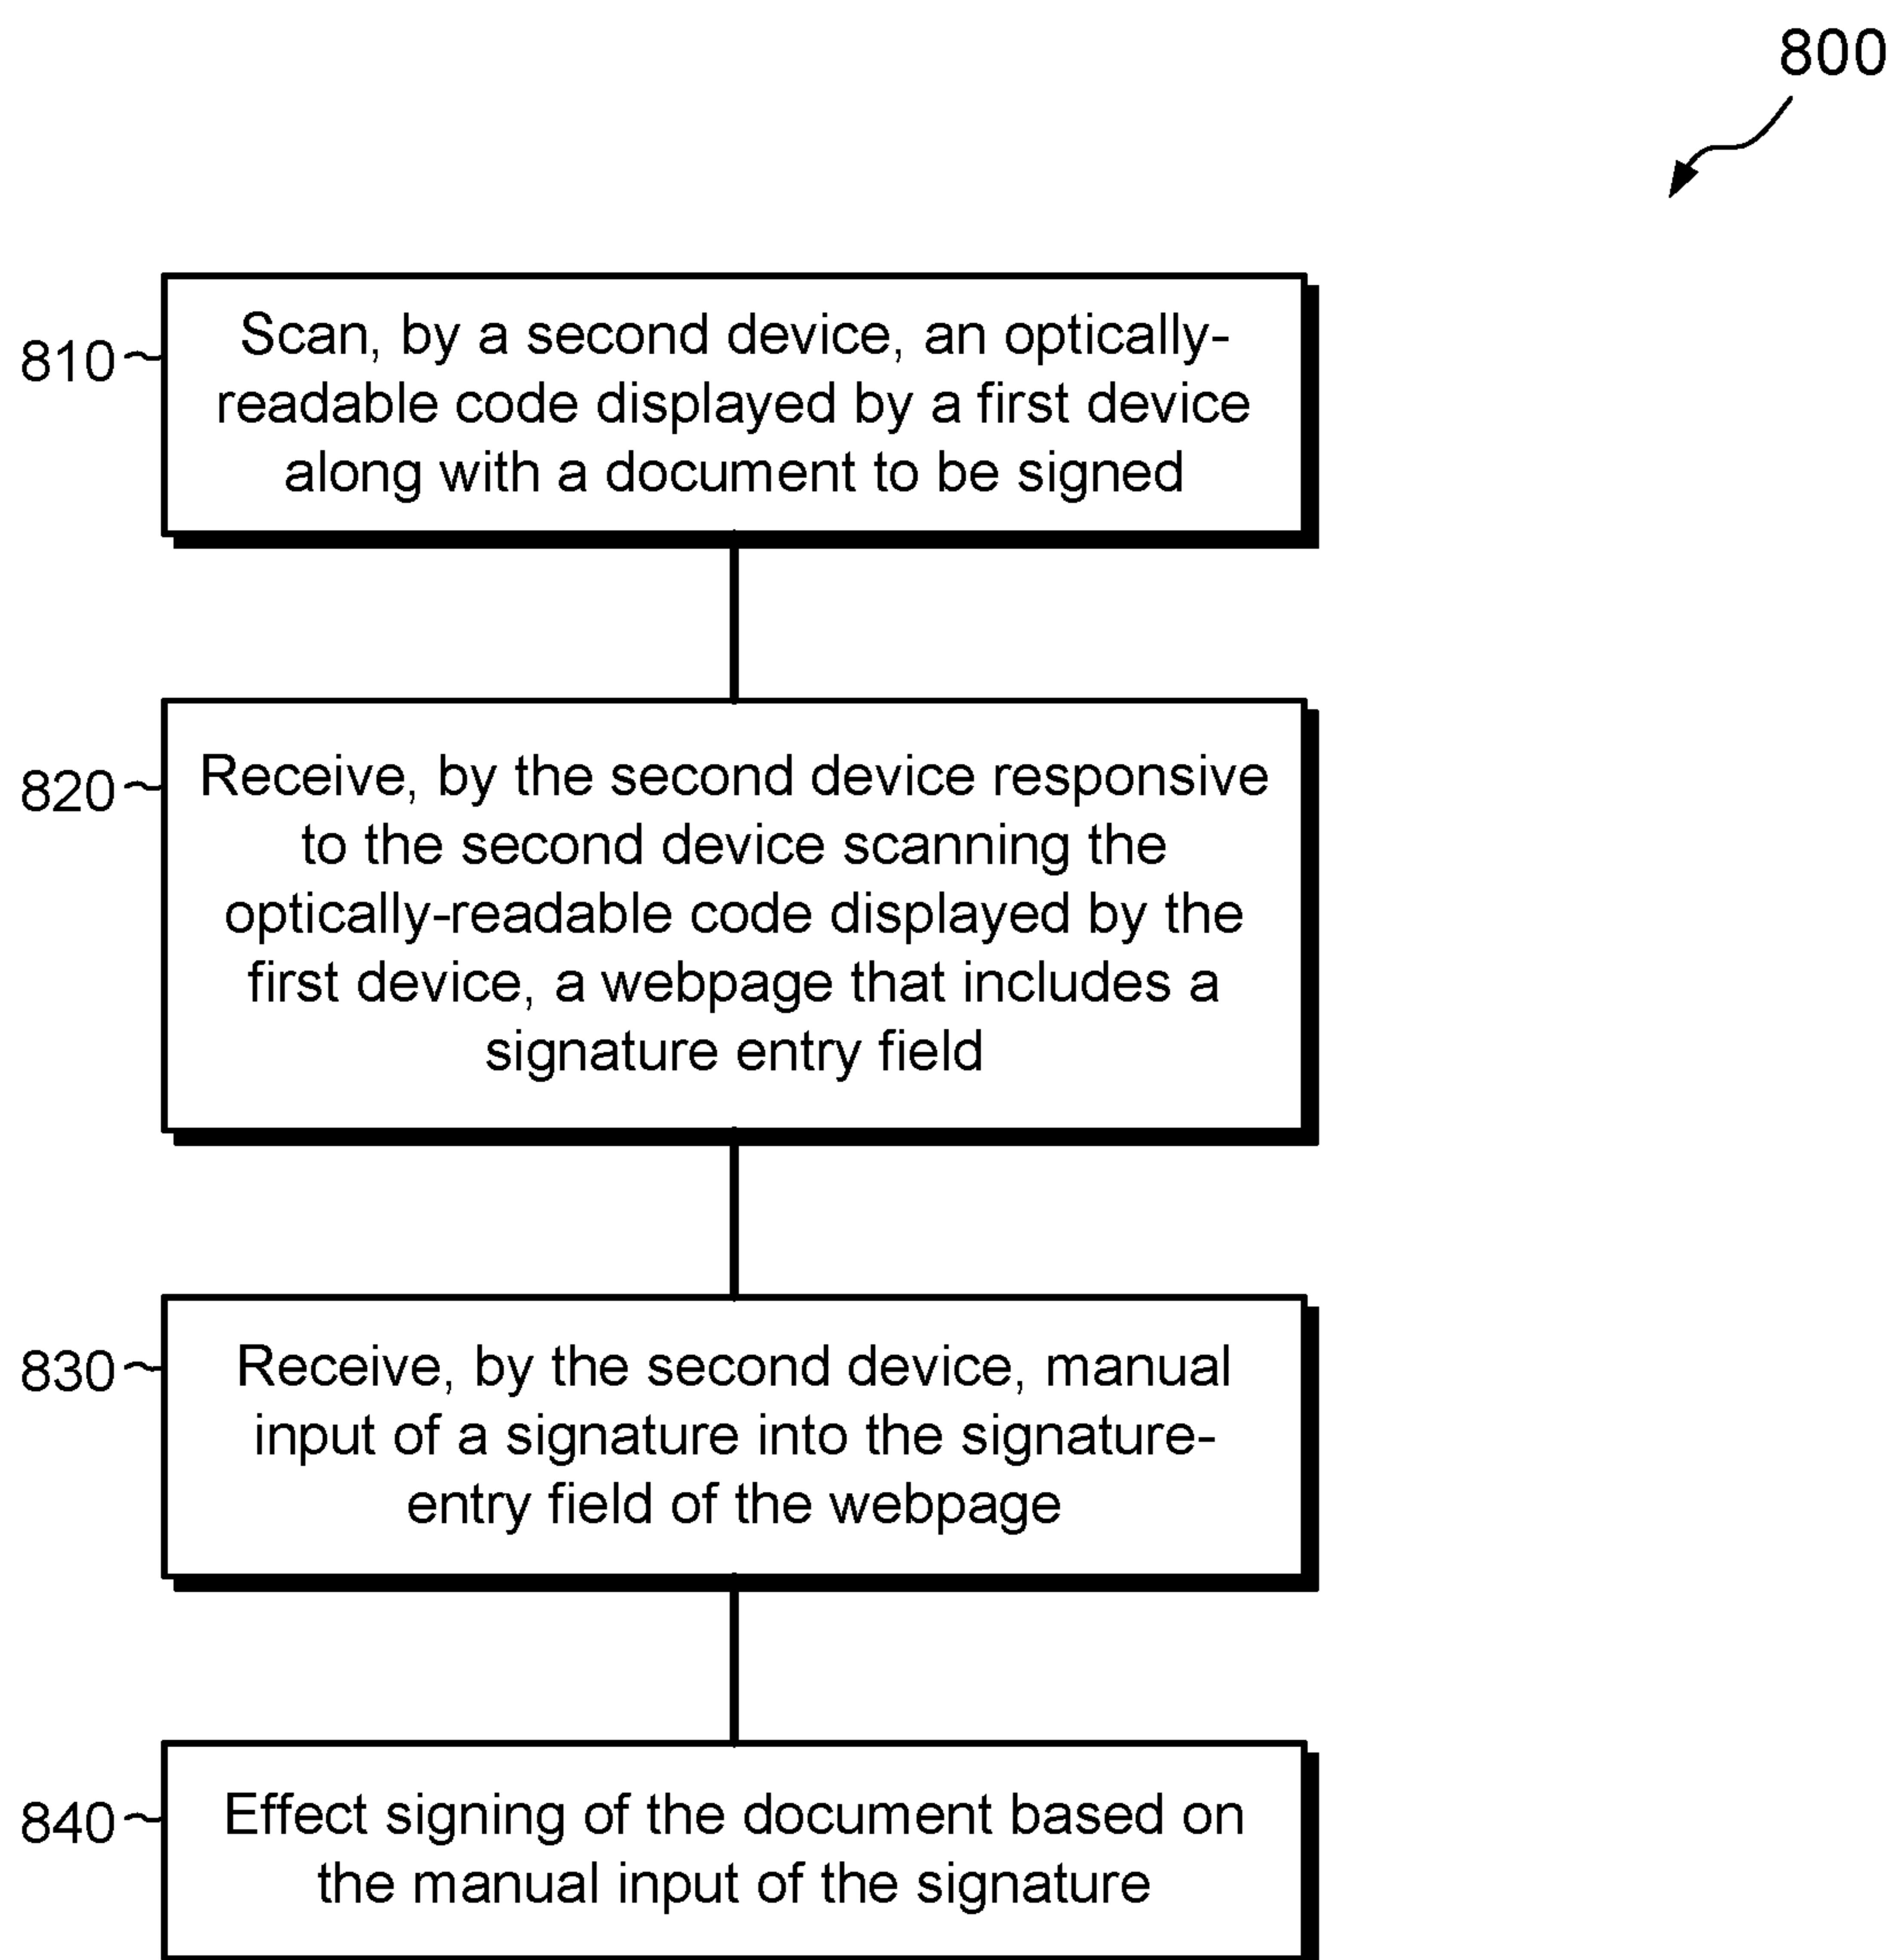 800
810
Scan, by a second device, an optically-
readable code displayed by a first device
along with a document to be signed
820
Receive, by the second device responsive
to the second device scanning the
optically-readable code displayed by the
first device, a webpage that includes a
signature entry field
830
Receive, by the second device, manual
input of a signature into the signature-
entry field of the webpage
840
Effect signing of the document based on
the manual input of the signature